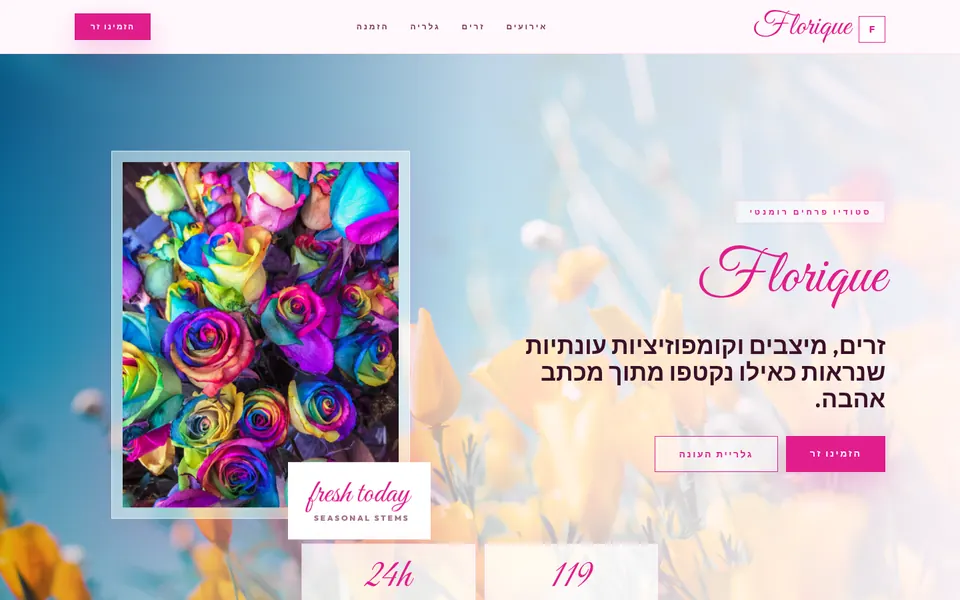 F
Florique
אירועים
זרים
גלריה
הזמנה
הזמינו זר
סטודיו פרחים רומנטי
Florique
זרים, מיצבים וקומפוזיציות עונתיות
שנראות כאילו נקטפו מתוך מכתב
אהבה.
הזמינו זר
גלריית העונה
fresh today
SEASONAL STEMS
119
24h